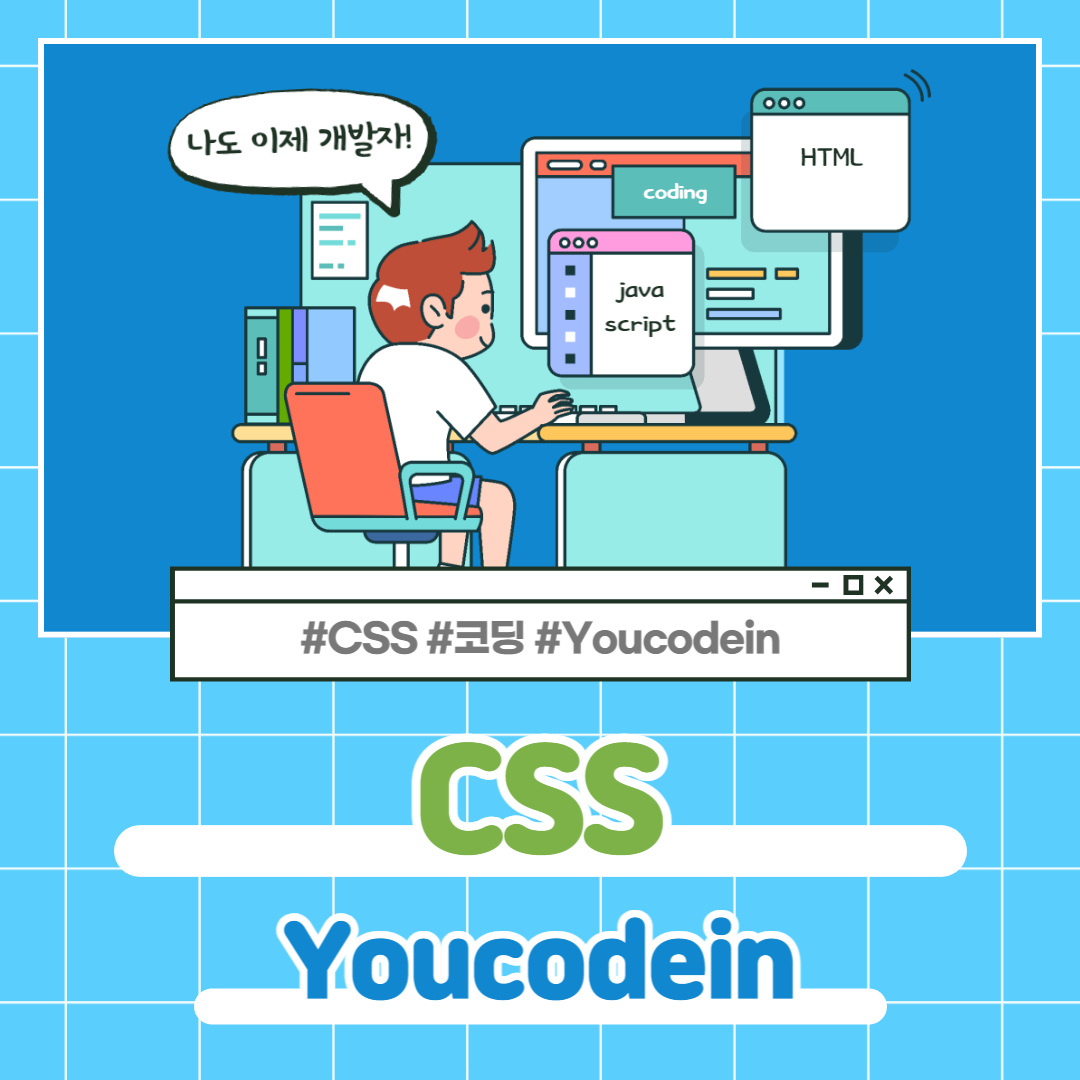 나도 이제 개발자!
HTML
coding
java
script
#CSS #코딩 #Youcodein
CSS
Youcodein